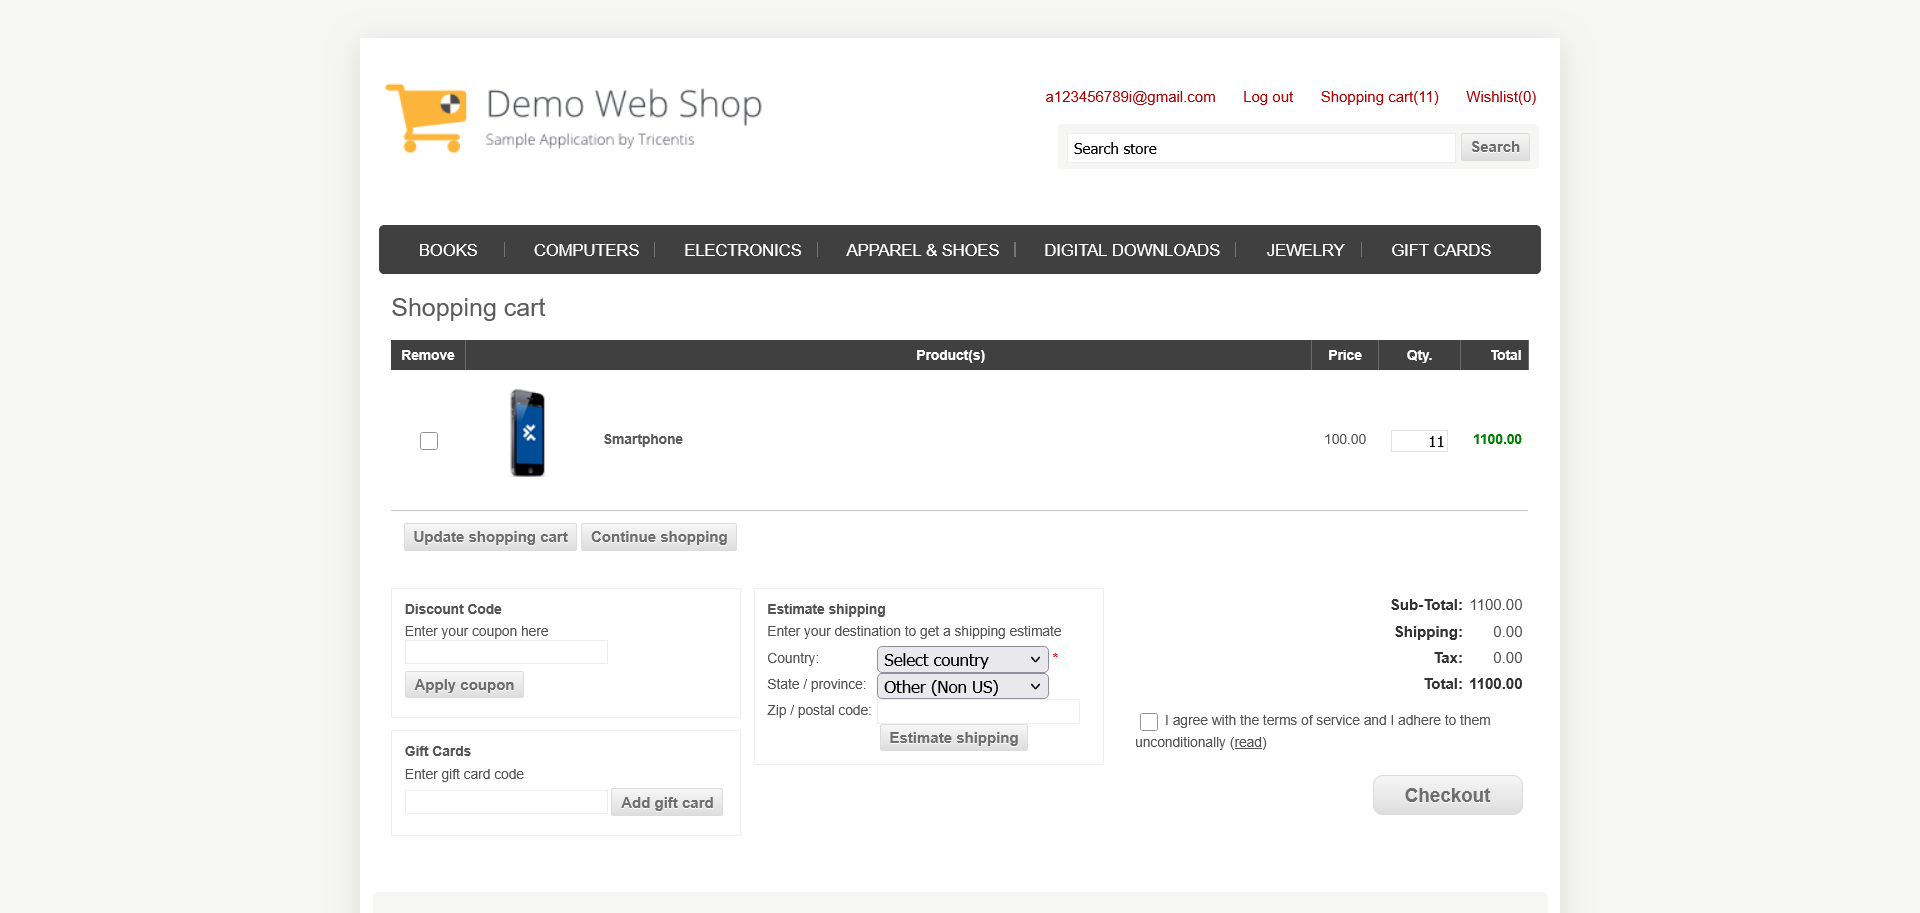 Demo Web Shop
Sample Application by Tricentis
a123456789i@gmail.com Log out Shopping cart(11) Wishlist(0)
Search store Search
BOOKS COMPUTERS ELECTRONICS APPAREL & SHOES DIGITAL DOWNLOADS JEWELRY GIFT CARDS
Shopping cart
Remove Product(s) Price Qty. Total
Smartphone 100.00 11 1100.00
Update shopping cart Continue shopping
Discount Code
Enter your coupon here
Apply coupon
Gift Cards
Enter gift card code
Add gift card
Estimate shipping
Enter your destination to get a shipping estimate
Country: Select country *
State / province: Other (Non US)
Zip / postal code:
Estimate shipping
Sub-Total: 1100.00
Shipping: 0.00
Tax: 0.00
Total: 1100.00
I agree with the terms of service and I adhere to them
unconditionally (read)
Checkout